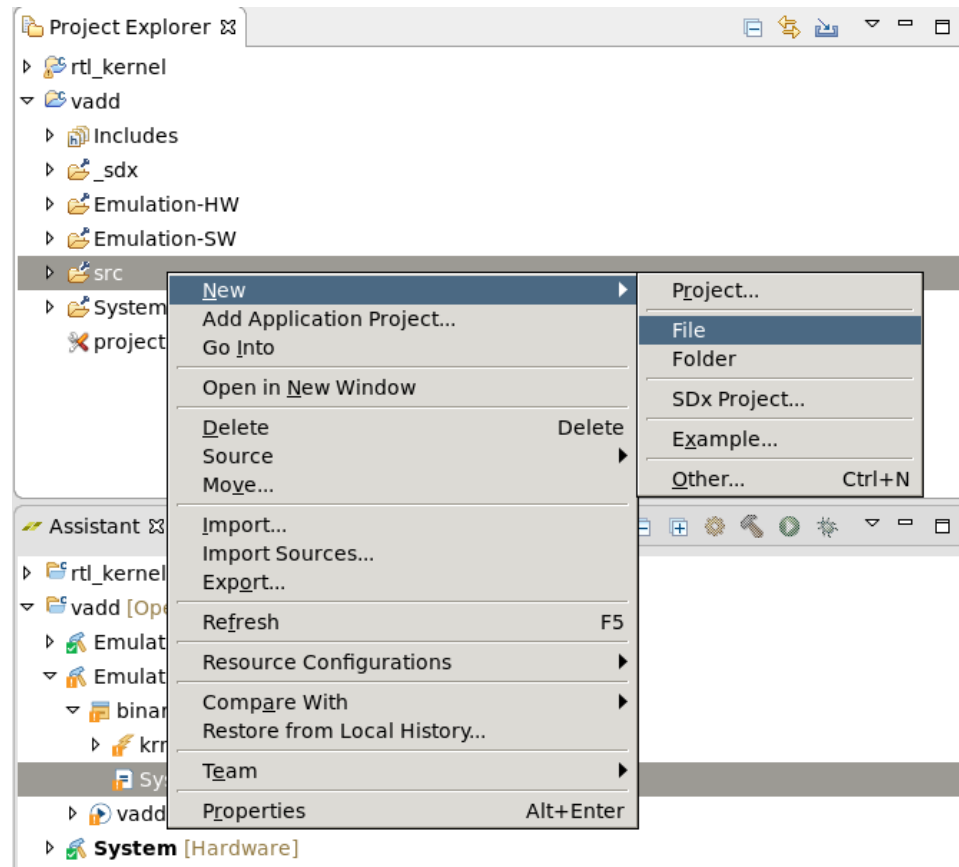 Project Explorer
rtl_kernel
vadd
Includes
_sdx
Emulation-HW
Emulation-SW
src
System
project
New
Add Application Project...
Go Into
Open in New Window
Delete Delete
Source
Move...
Import...
Import Sources...
Export...
Refresh F5
Resource Configurations
Compare With
Restore from Local History...
Team
Properties Alt+Enter
Project...
File
Folder
SDx Project...
Example...
Other... Ctrl+N
Assistant
rtl_kernel
vadd [Ope
Emulat
Emulat
binar
krr
Sy
vadd
System [Hardware]